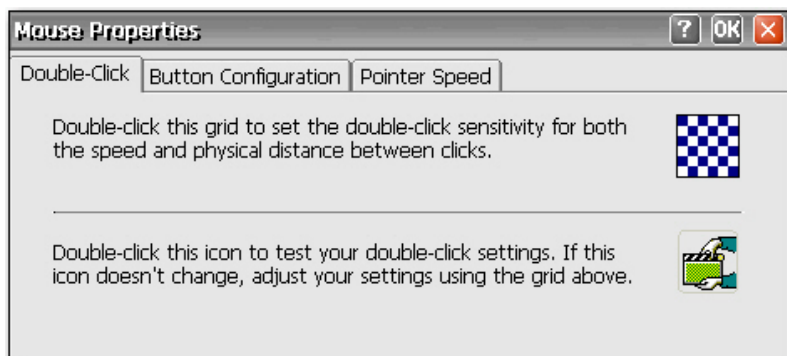 Mouse Properties ? OK ×
Double-Click Button Configuration Pointer Speed
Double-click this grid to set the double-click sensitivity for both
the speed and physical distance between clicks.
Double-click this icon to test your double-click settings. If this
icon doesn't change, adjust your settings using the grid above.